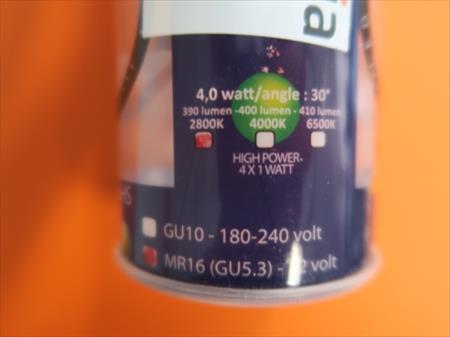 ia
4,0 watt/angle : 30°
390 lumen -400 lumen - 410 lumen
2800K 4000K 6500K
HIGH POWER-
4 X 1 WATT
GU10 - 180-240 volt
MR16 (GU5.3) - volt